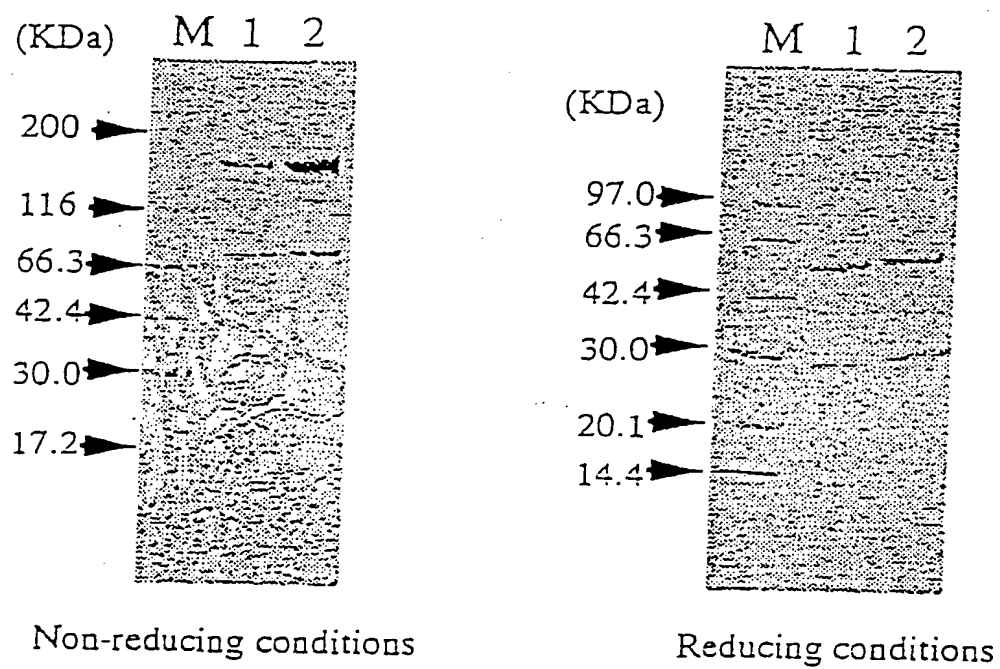 (KDa) M 1 2
200
116
66.3
42.4
30.0
17.2
Non-reducing conditions
M 1 2
(KDa)
97.0
66.3
42.4
30.0
20.1
14.4
Reducing conditions